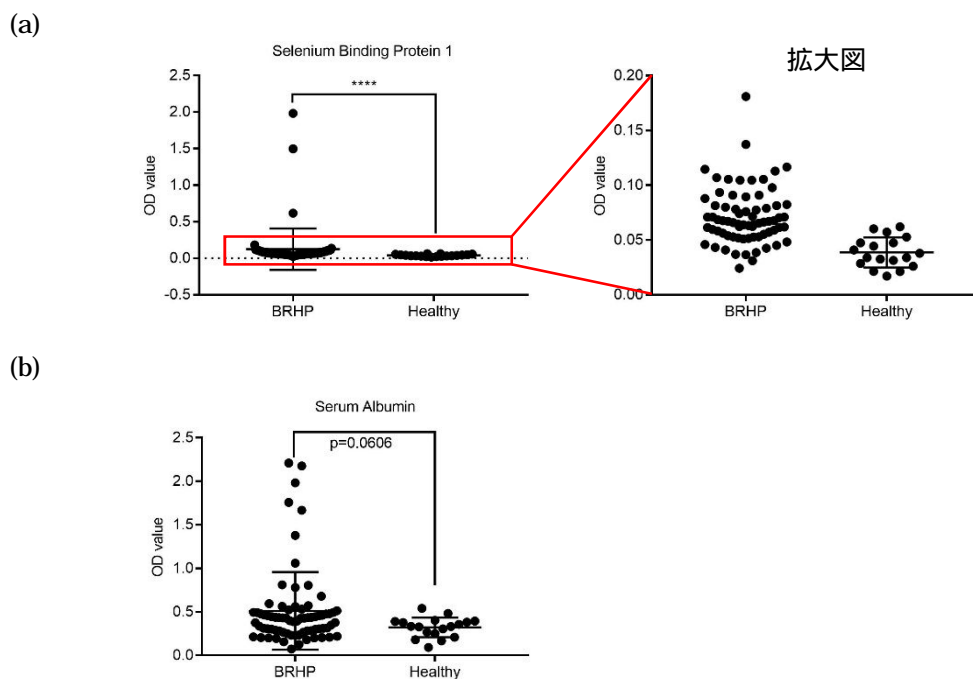 (a)
Selenium Binding Protein 1
拡大図
2.5
2.0
1.5
1.0
0.5
0.0
-0.5
OD value
****
BRHP Healthy
0.20
0.15
0.10
0.05
0.00
OD value
BRHP Healthy
(b)
Serum Albumin
2.5
2.0
1.5
1.0
0.5
0.0
OD value
p=0.0606
BRHP Healthy